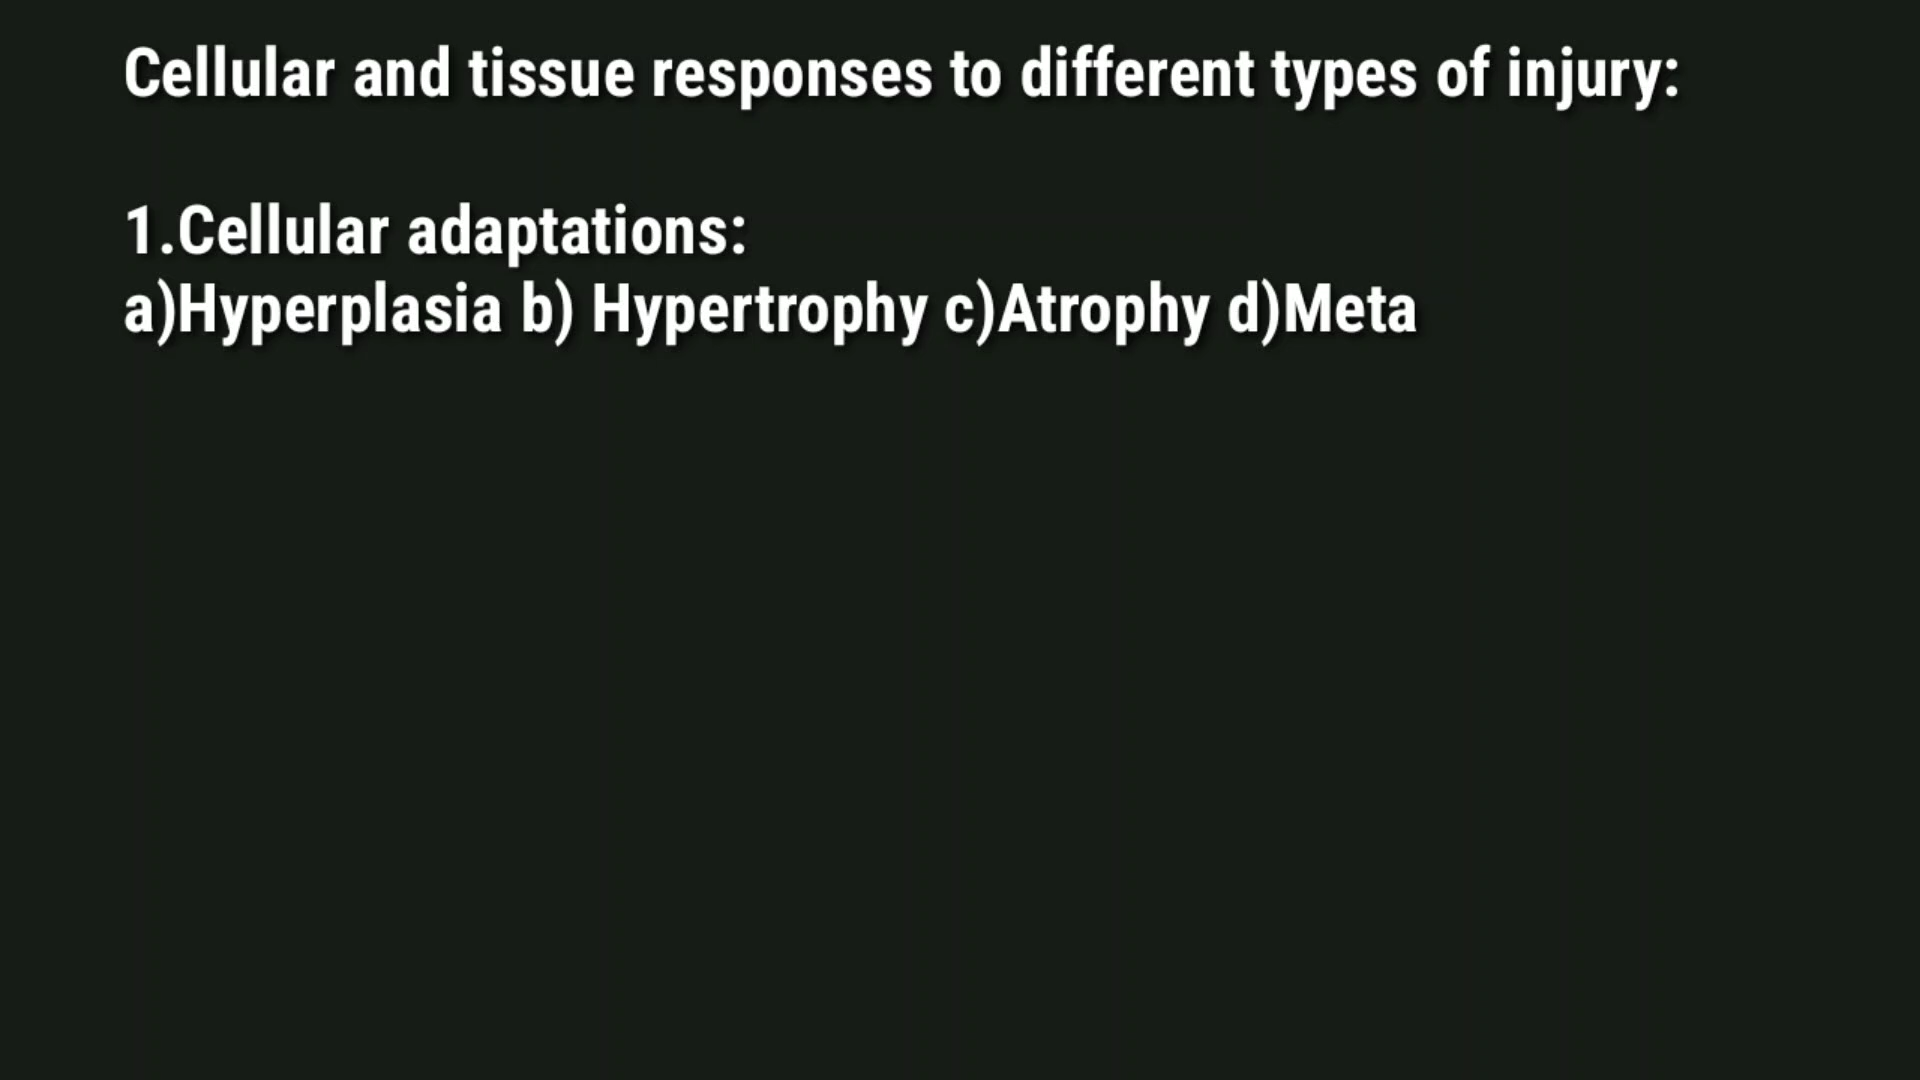 Cellular and tissue responses to different types of injury:
1.Cellular adaptations:
a)Hyperplasia b) Hypertrophy c)Atrophy d)Meta